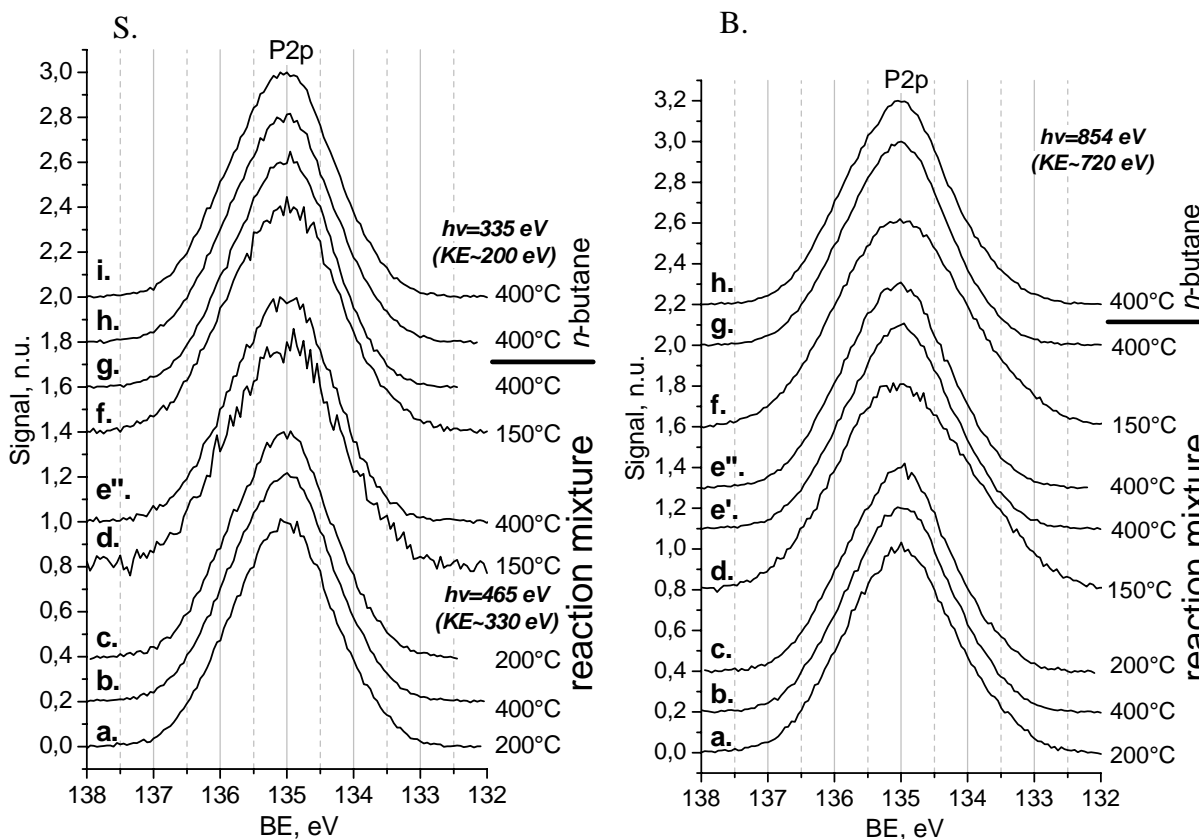 S.
P2p
3,0
2,8
2,6
2,4
2,2
2,0
1,8
1,6
1,4
1,2
1,0
0,8
0,6
0,4
0,2
0,0
Signal, n.u.
hν=335 eV
(KE~200 eV)
i.
400°C
h.
400°C
g.
400°C
f.
150°C
e".
400°C
d.
150°C
hν=465 eV
(KE~330 eV)
c.
200°C
b.
400°C
a.
200°C
n-butane
reaction mixture
138 137 136 135 134 133 132
BE, eV
B.
P2p
3,2
3,0
2,8
2,6
2,4
2,2
2,0
1,8
1,6
1,4
1,2
1,0
0,8
0,6
0,4
0,2
0,0
Signal, n.u.
hν=854 eV
(KE~720 eV)
h.
400°C
g.
400°C
f.
150°C
e".
400°C
e'.
400°C
d.
150°C
c.
200°C
b.
400°C
a.
200°C
n-butane
reaction mixture
138 137 136 135 134 133 132
BE, eV